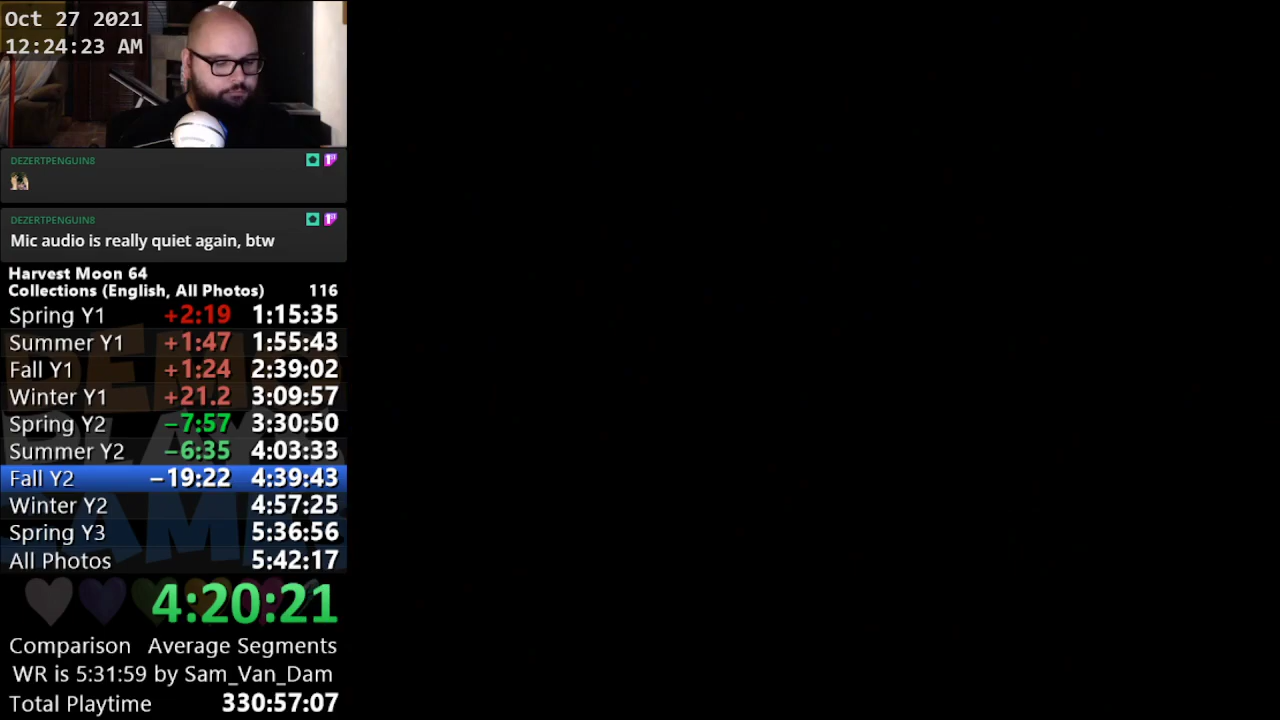 Oct 27 2021
12:24:23 AM
DEZERTPENGUIN8
DEZERTPENGUIN8
Mic audio is really quiet again, btw
Harvest Moon 64
Collections (English, All Photos) 116
Spring Y1 +2:19 1:15:35
Summer Y1 +1:47 1:55:43
Fall Y1 +1:24 2:39:02
Winter Y1 +21.2 3:09:57
Spring Y2 −7:57 3:30:50
Summer Y2 −6:35 4:03:33
Fall Y2 −19:22 4:39:43
Winter Y2 4:57:25
Spring Y3 5:36:56
All Photos 5:42:17
4:20:21
Comparison Average Segments
WR is 5:31:59 by Sam_Van_Dam
Total Playtime 330:57:07